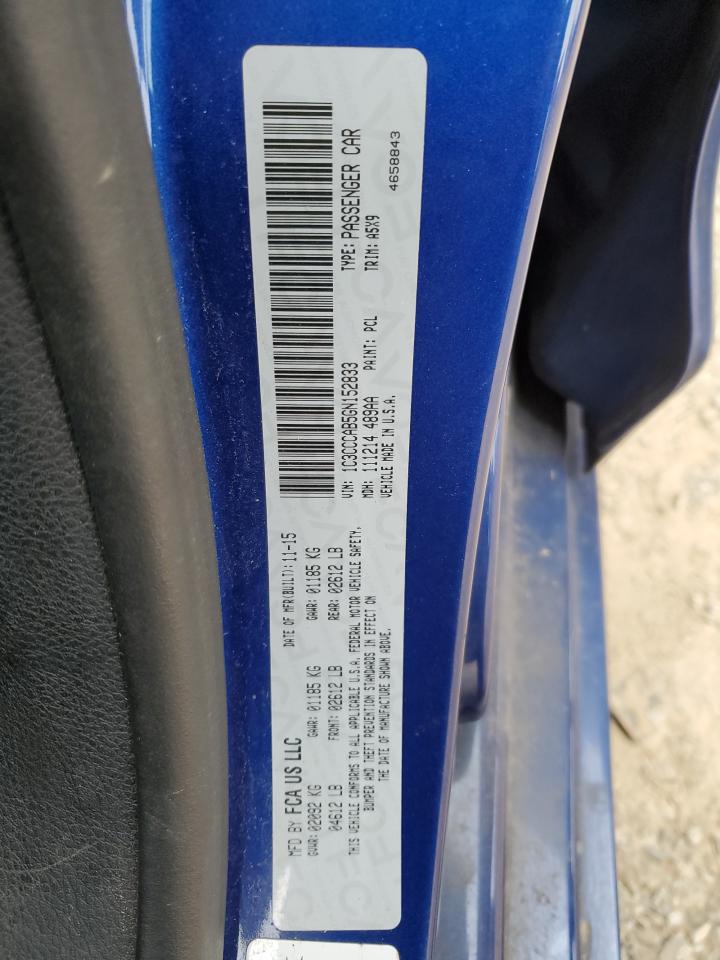 MFD BY FCA US LLC DATE OF MFR(BUILT): 11-15
GVWR: 02092 KG GAWR: 01185 KG GAWR: 01185 KG
04612 LB FRONT: 02612 LB REAR: 02612 LB
THIS VEHICLE CONFORMS TO ALL APPLICABLE U.S.A. FEDERAL MOTOR VEHICLE SAFETY,
BUMPER AND THEFT PREVENTION STANDARDS IN EFFECT ON
THE DATE OF MANUFACTURE SHOWN ABOVE.
VIN: 1C3CCCAB5GN152833 TYPE: PASSENGER CAR
MDH: 111214 489AA PAINT: PCL TRIM: A5X9
VEHICLE MADE IN U.S.A.
4658843